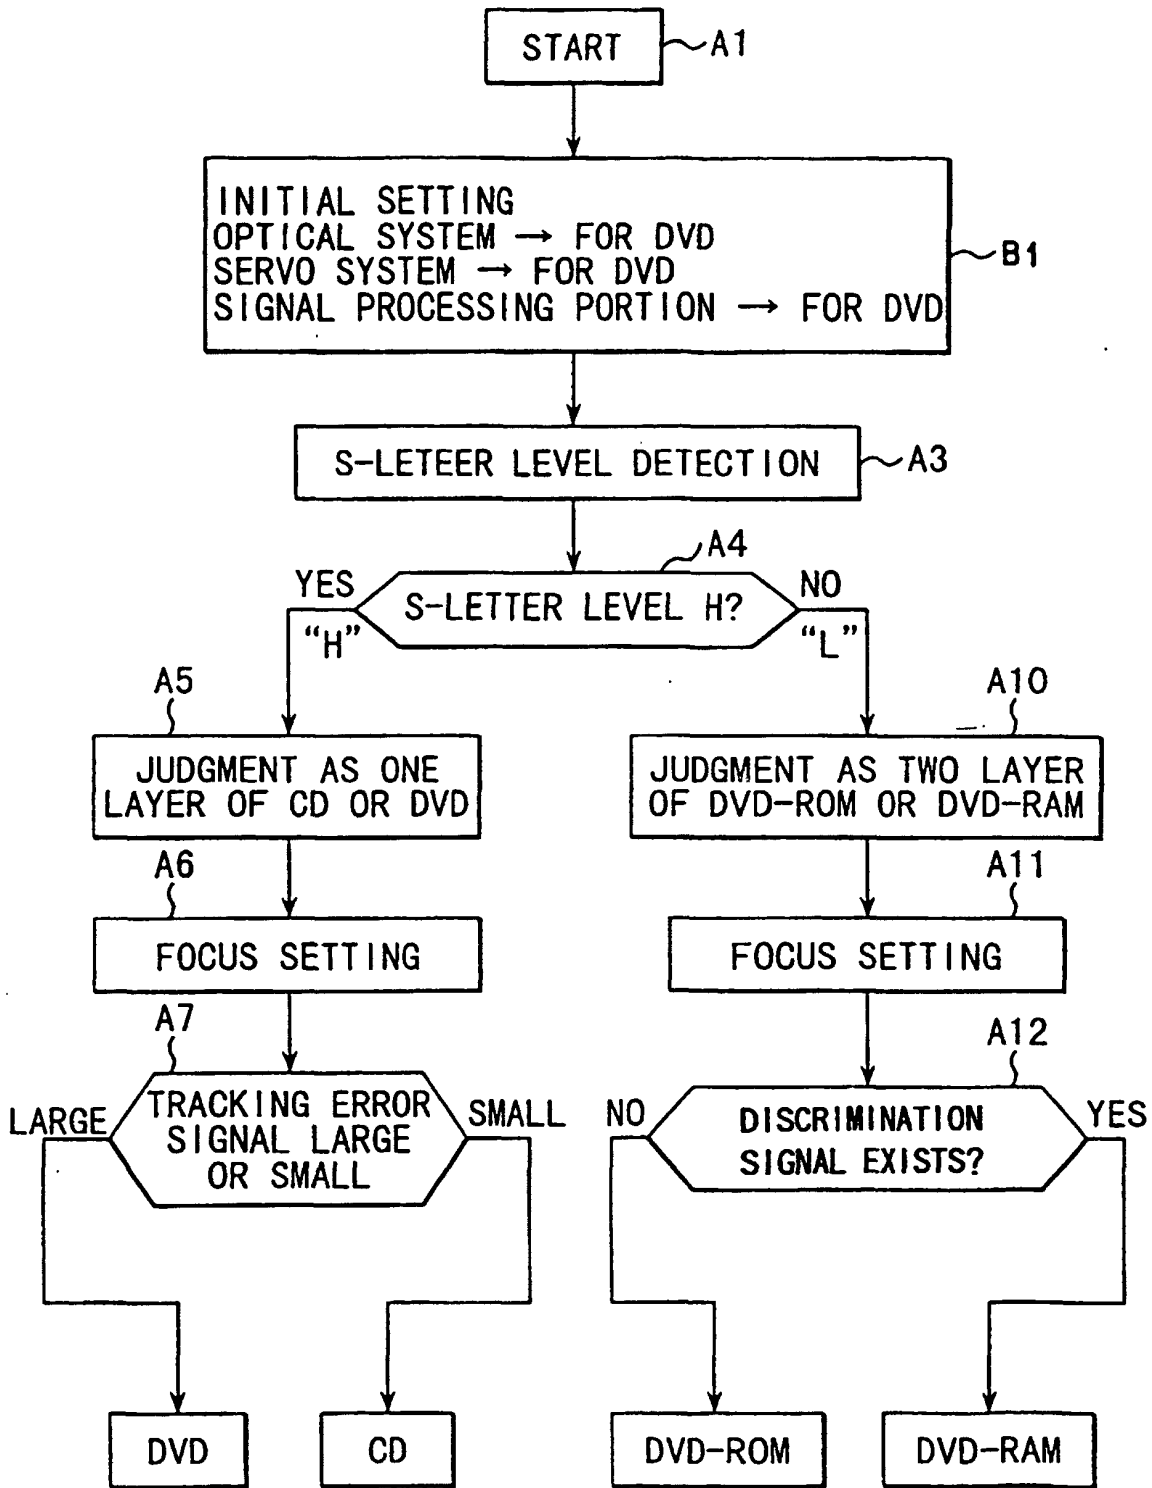 START
A1
INITIAL SETTING
OPTICAL SYSTEM → FOR DVD
SERVO SYSTEM → FOR DVD
SIGNAL PROCESSING PORTION → FOR DVD
B1
S-LETEER LEVEL DETECTION
A3
A4
YES
S-LETTER LEVEL H?
NO
“H”
“L”
A5
JUDGMENT AS ONE
LAYER OF CD OR DVD
A10
JUDGMENT AS TWO LAYER
OF DVD-ROM OR DVD-RAM
A6
FOCUS SETTING
A11
FOCUS SETTING
A7
LARGE
TRACKING ERROR
SIGNAL LARGE
OR SMALL
SMALL
A12
NO
DISCRIMINATION
SIGNAL EXISTS?
YES
DVD
CD
DVD-ROM
DVD-RAM